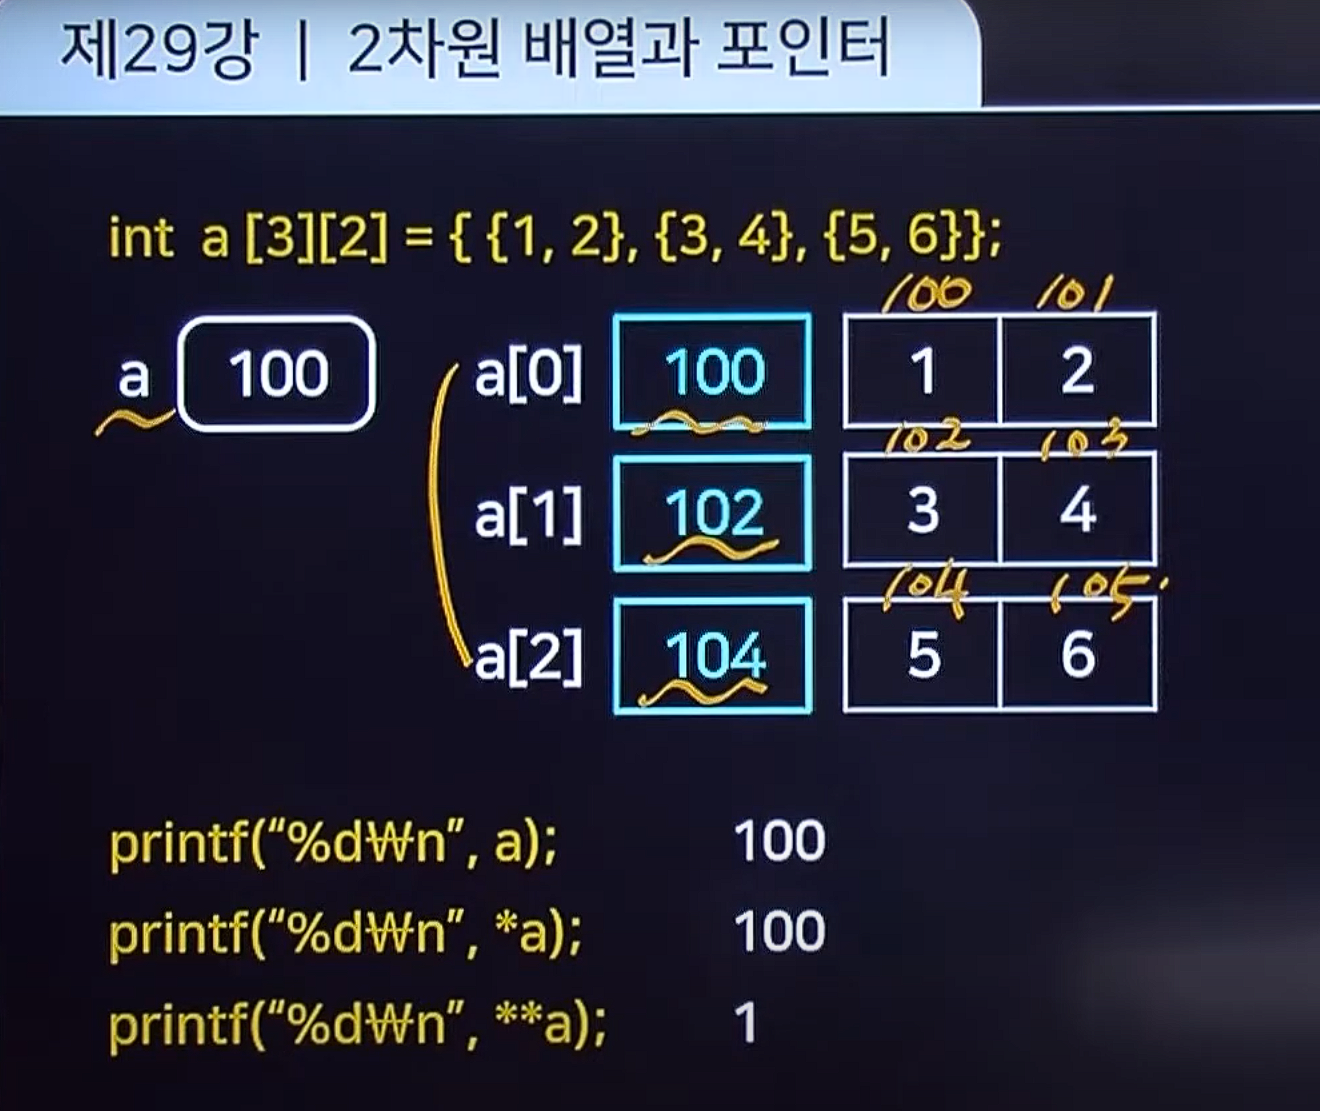 제29강 | 2차원 배열과 포인터
int a [3][2] = { {1, 2}, {3, 4}, {5, 6}};
100 101
a 100 a[0] 100 1 2
102 103
a[1] 102 3 4
104 105
a[2] 104 5 6
printf(“%d₩n”, a); 100
printf(“%d₩n”, *a); 100
printf(“%d₩n”, **a); 1